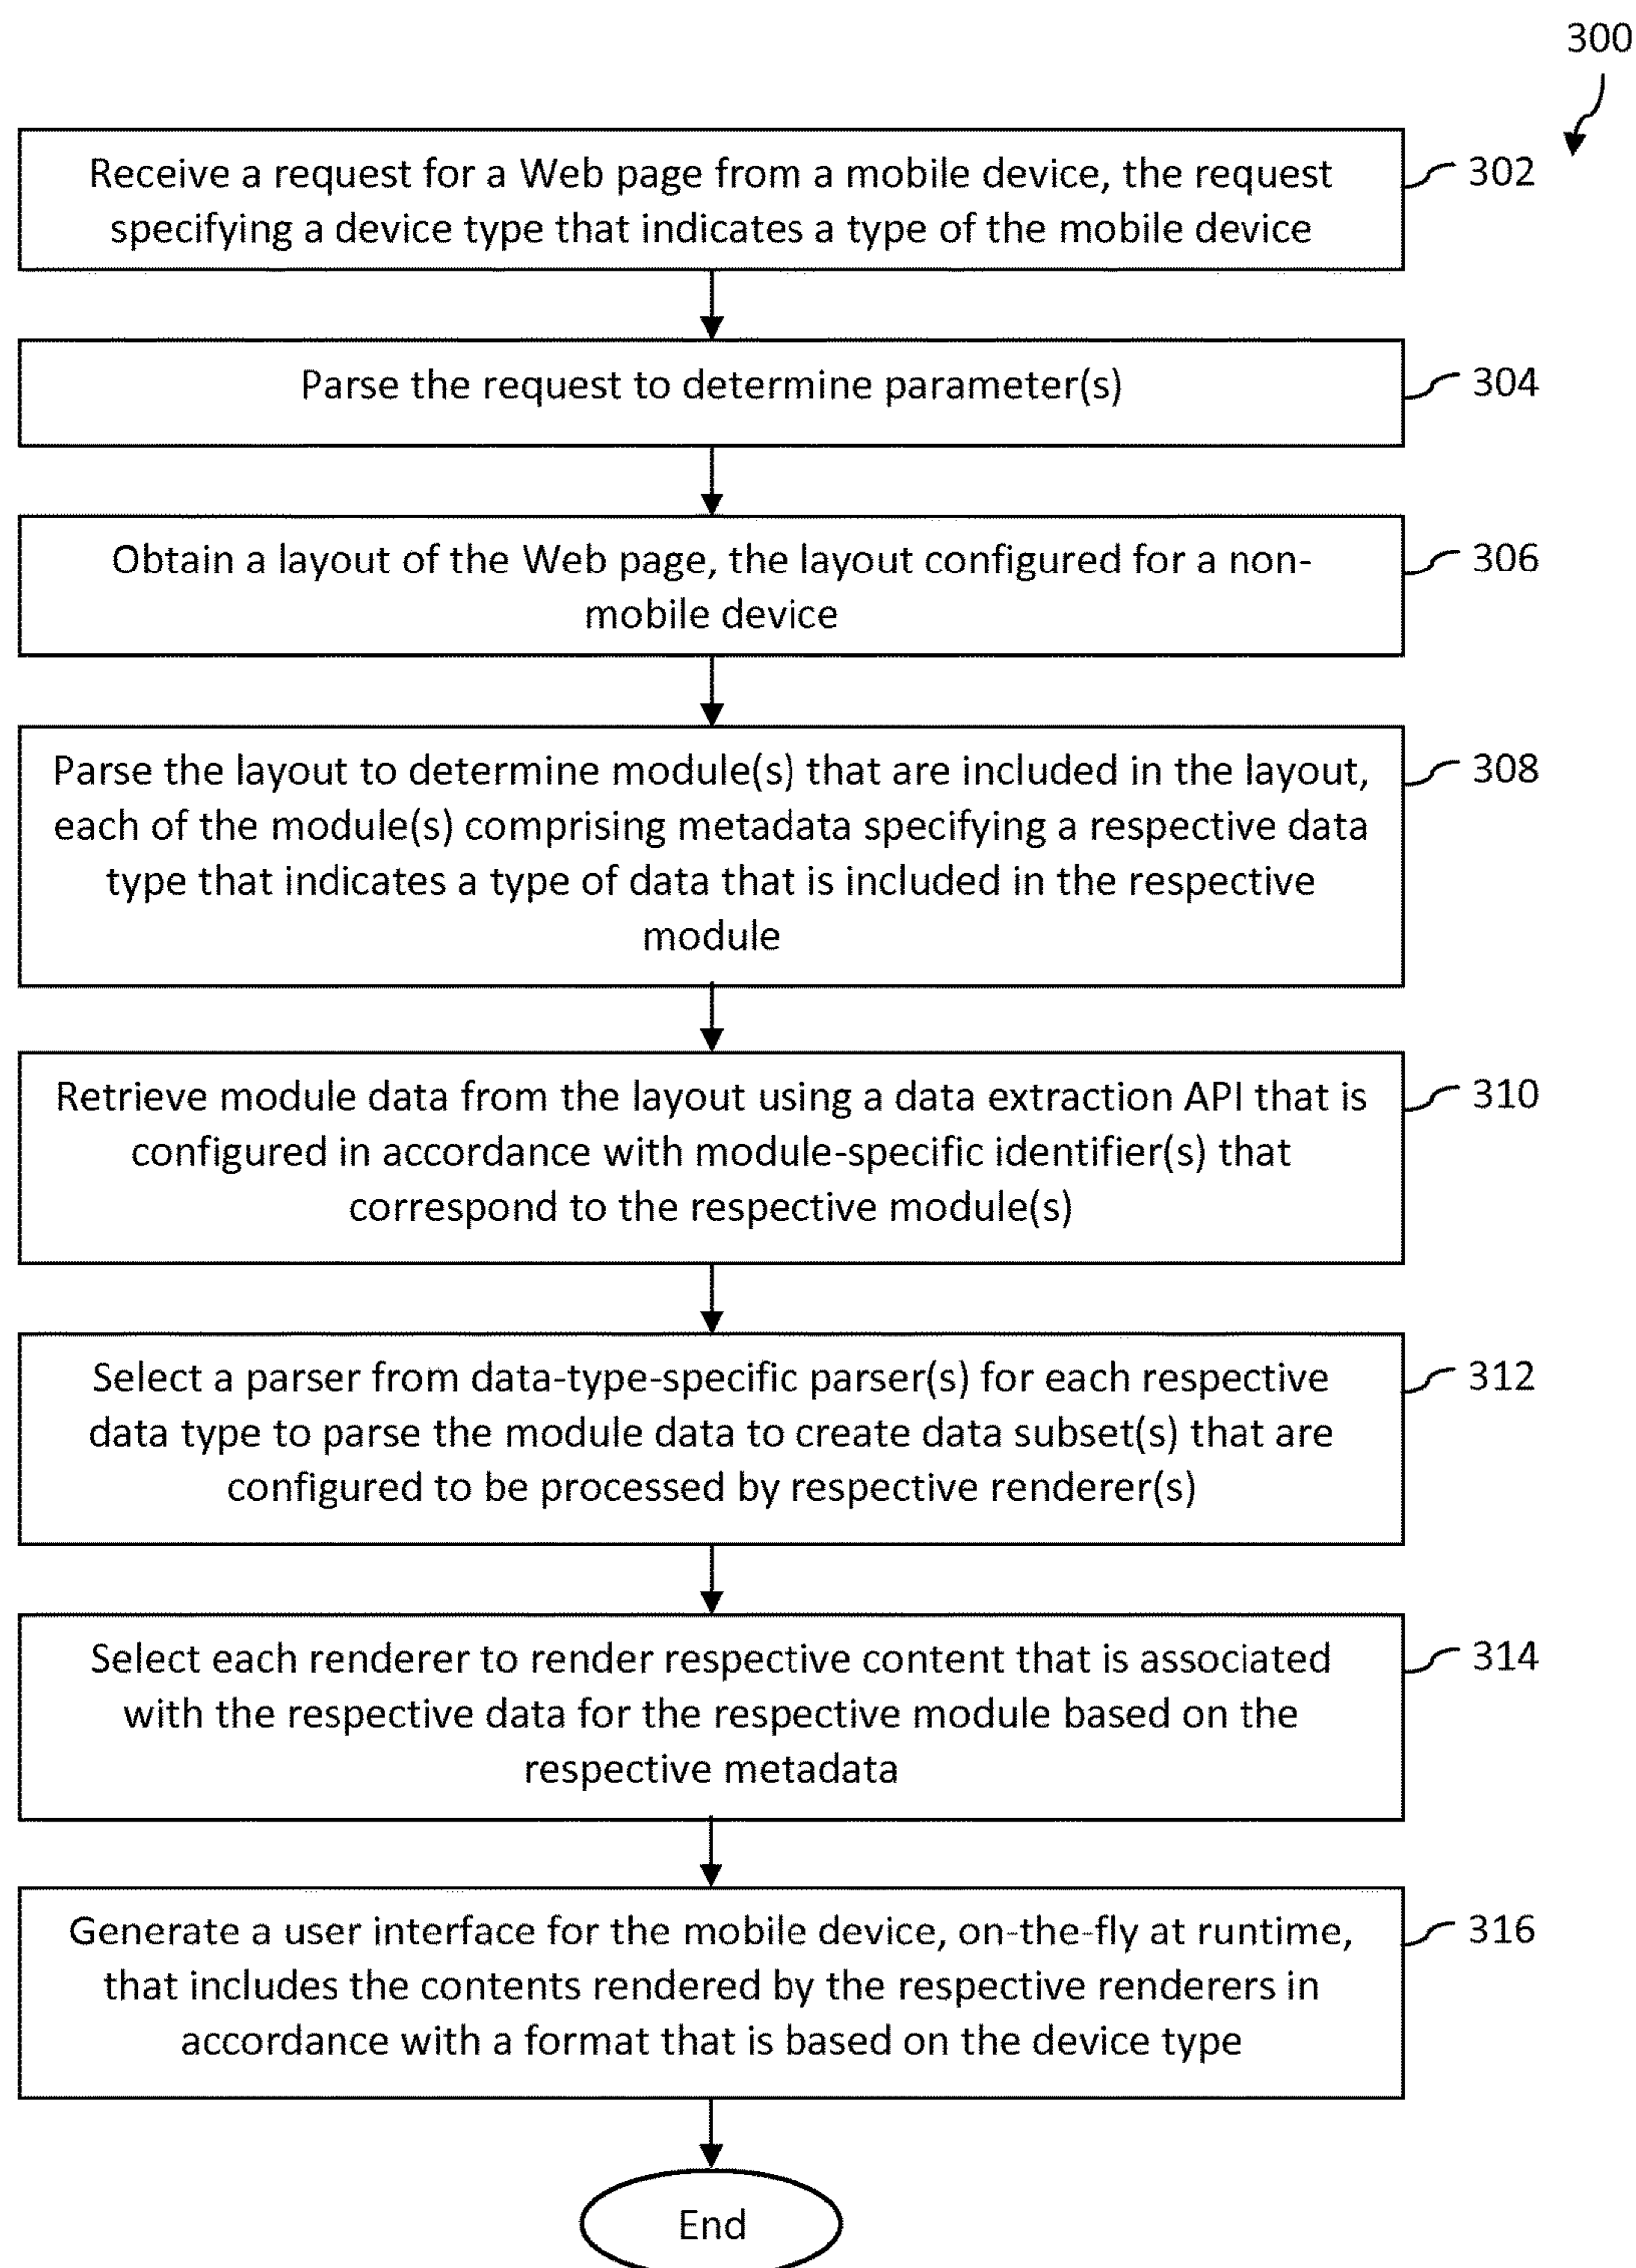 300
Receive a request for a Web page from a mobile device, the request
specifying a device type that indicates a type of the mobile device
302
Parse the request to determine parameter(s)
304
Obtain a layout of the Web page, the layout configured for a non-
mobile device
306
Parse the layout to determine module(s) that are included in the layout,
each of the module(s) comprising metadata specifying a respective data
type that indicates a type of data that is included in the respective
module
308
Retrieve module data from the layout using a data extraction API that is
configured in accordance with module-specific identifier(s) that
correspond to the respective module(s)
310
Select a parser from data-type-specific parser(s) for each respective
data type to parse the module data to create data subset(s) that are
configured to be processed by respective renderer(s)
312
Select each renderer to render respective content that is associated
with the respective data for the respective module based on the
respective metadata
314
Generate a user interface for the mobile device, on-the-fly at runtime,
that includes the contents rendered by the respective renderers in
accordance with a format that is based on the device type
316
End